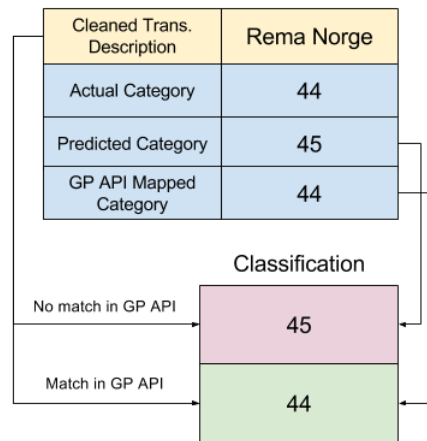 Cleaned Trans.
Description
Rema Norge
Actual Category
44
Predicted Category
45
GP API Mapped
Category
44
Classification
No match in GP API
45
Match in GP API
44